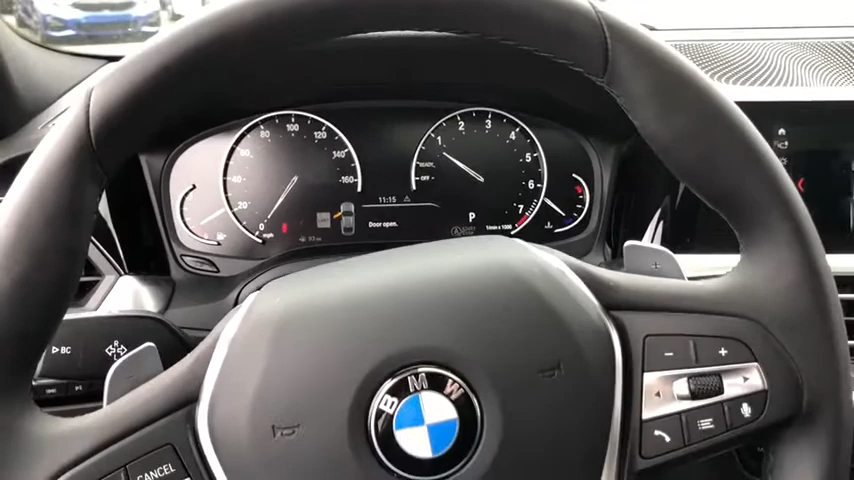 80 100 120
60 140
40 160
20
0 mph
11:15
Door open.
1 2 3 4
5
6
7
READY
OFF
P
1/min x 1000
BC
R
L
BMW
CANCEL
- +